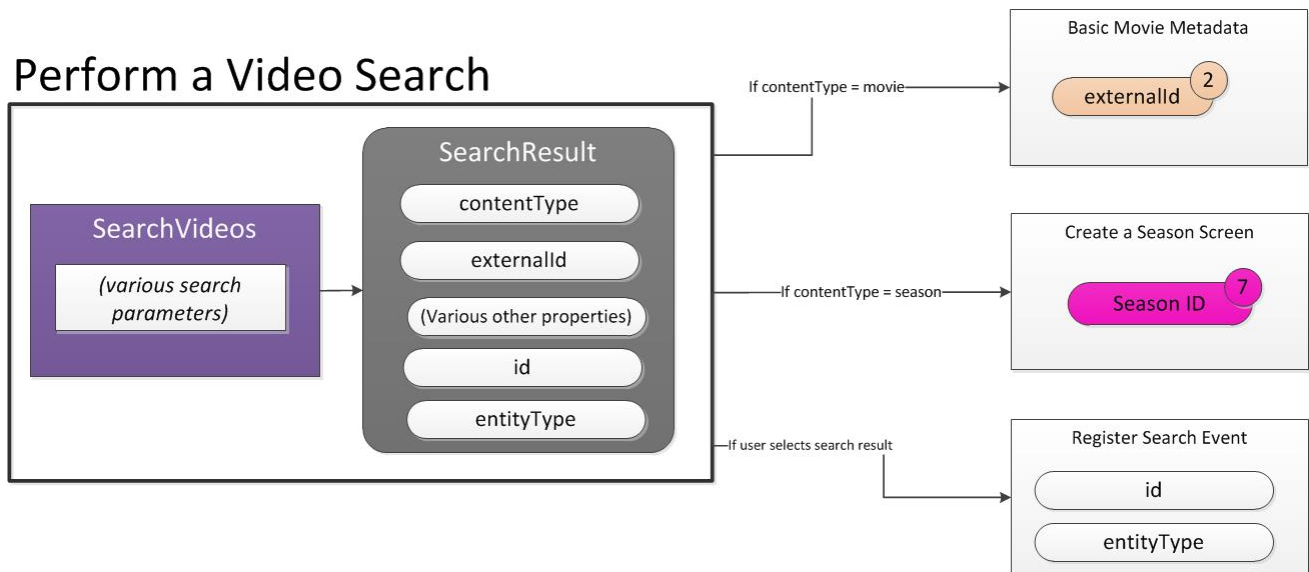 Perform a Video Search
SearchVideos
(various search
parameters)
SearchResult
contentType
externalId
(Various other properties)
id
entityType
If contentType = movie
Basic Movie Metadata
externalId
2
If contentType = season
Create a Season Screen
Season ID
7
If user selects search result
Register Search Event
id
entityType